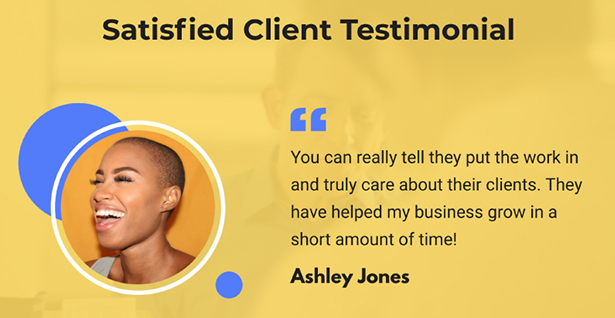 Satisfied Client Testimonial
“
You can really tell they put the work in
and truly care about their clients. They
have helped my business grow in a
short amount of time!
Ashley Jones